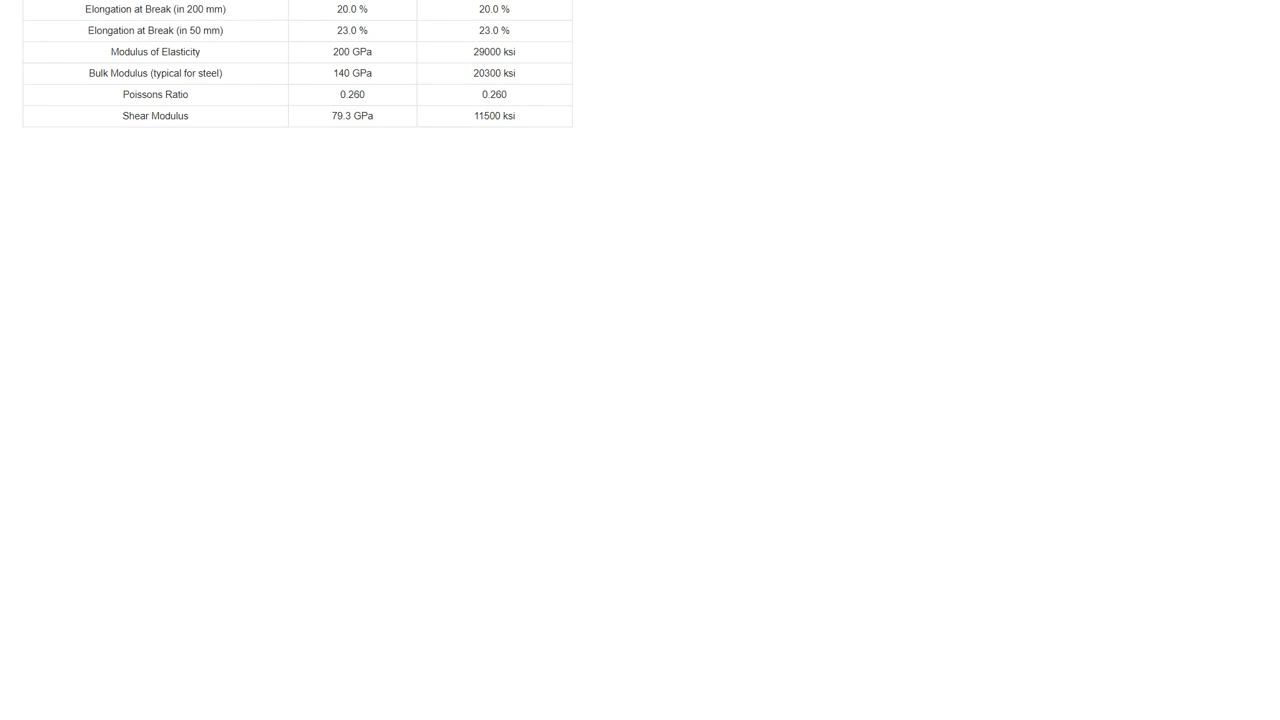 Elongation at Break (in 200 mm) 20.0 % 20.0 %
Elongation at Break (in 50 mm) 23.0 % 23.0 %
Modulus of Elasticity 200 GPa 29000 ksi
Bulk Modulus (typical for steel) 140 GPa 20300 ksi
Poissons Ratio 0.260 0.260
Shear Modulus 79.3 GPa 11500 ksi